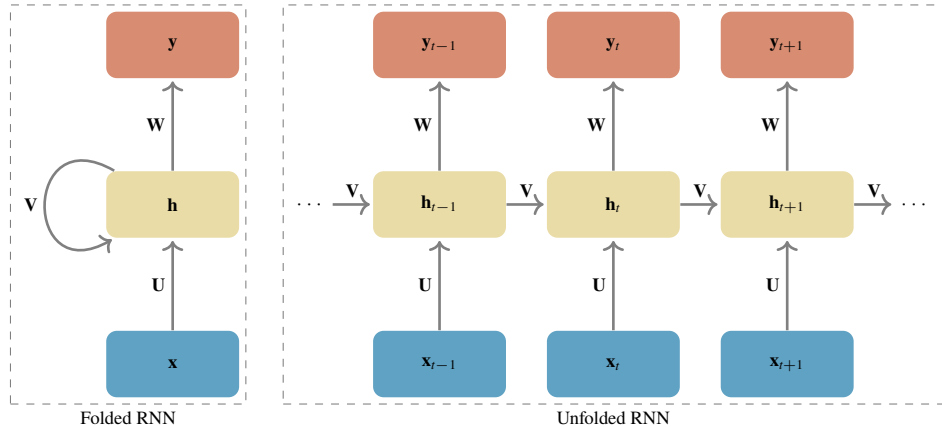 y
W
V
h
U
x
Folded RNN
y_{t−1} y_t y_{t+1}
W W W
V V V V
· · · h_{t−1} h_t h_{t+1} · · ·
U U U
x_{t−1} x_t x_{t+1}
Unfolded RNN